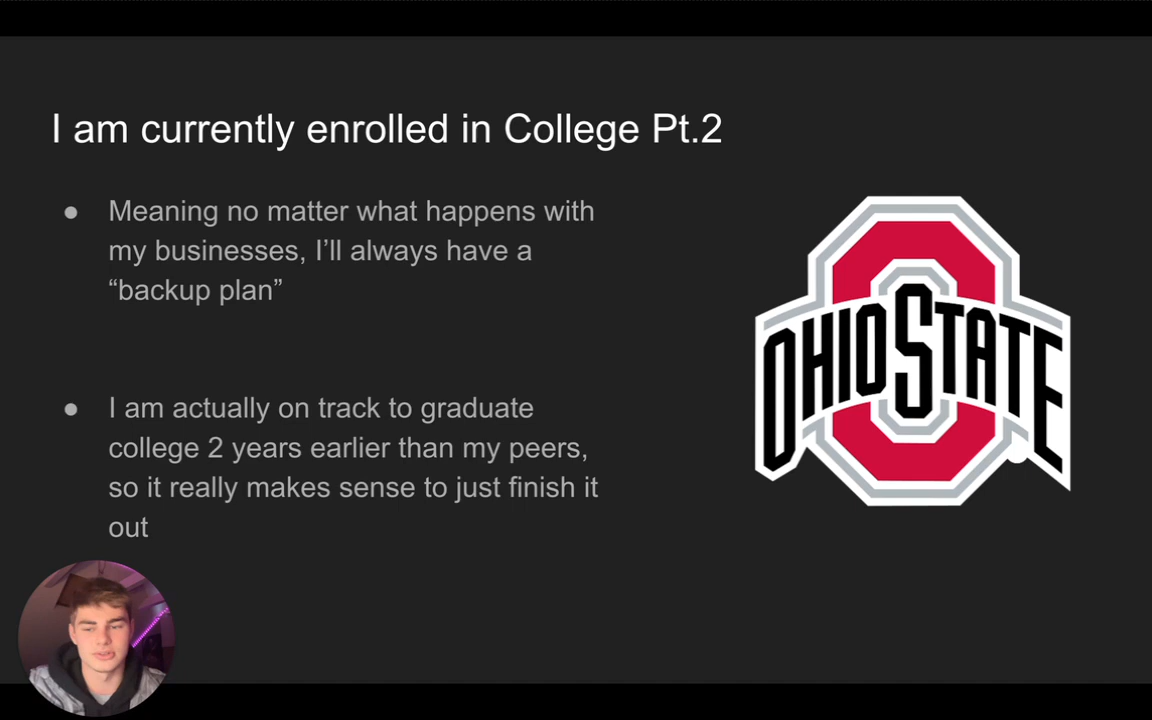 I am currently enrolled in College Pt.2
● Meaning no matter what happens with
my businesses, I’ll always have a
“backup plan”
● I am actually on track to graduate
college 2 years earlier than my peers,
so it really makes sense to just finish it
out
OHIO STATE